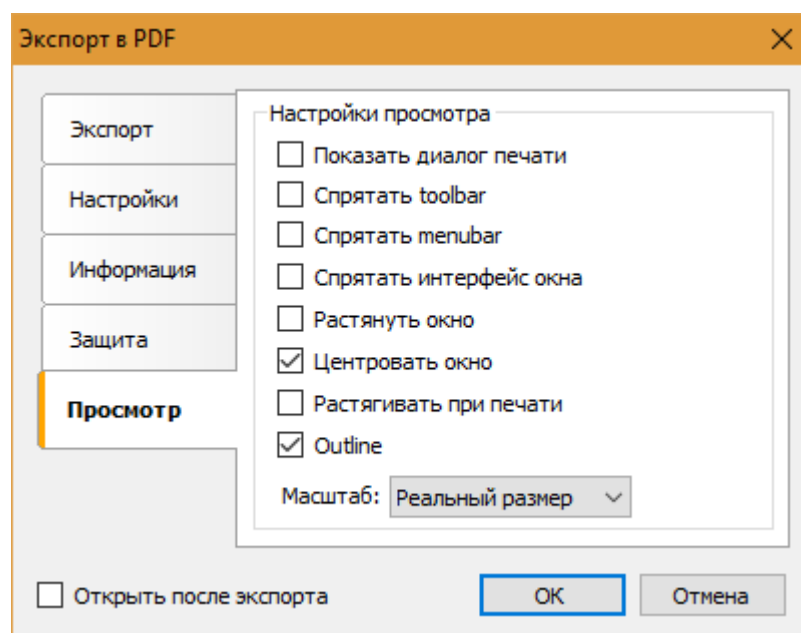 Экспорт в PDF
Экспорт
Настройки
Информация
Защита
Просмотр
Настройки просмотра
Показать диалог печати
Спрятать toolbar
Спрятать menubar
Спрятать интерфейс окна
Растянуть окно
Центровать окно
Растягивать при печати
Outline
Масштаб: Реальный размер
Открыть после экспорта
OK
Отмена